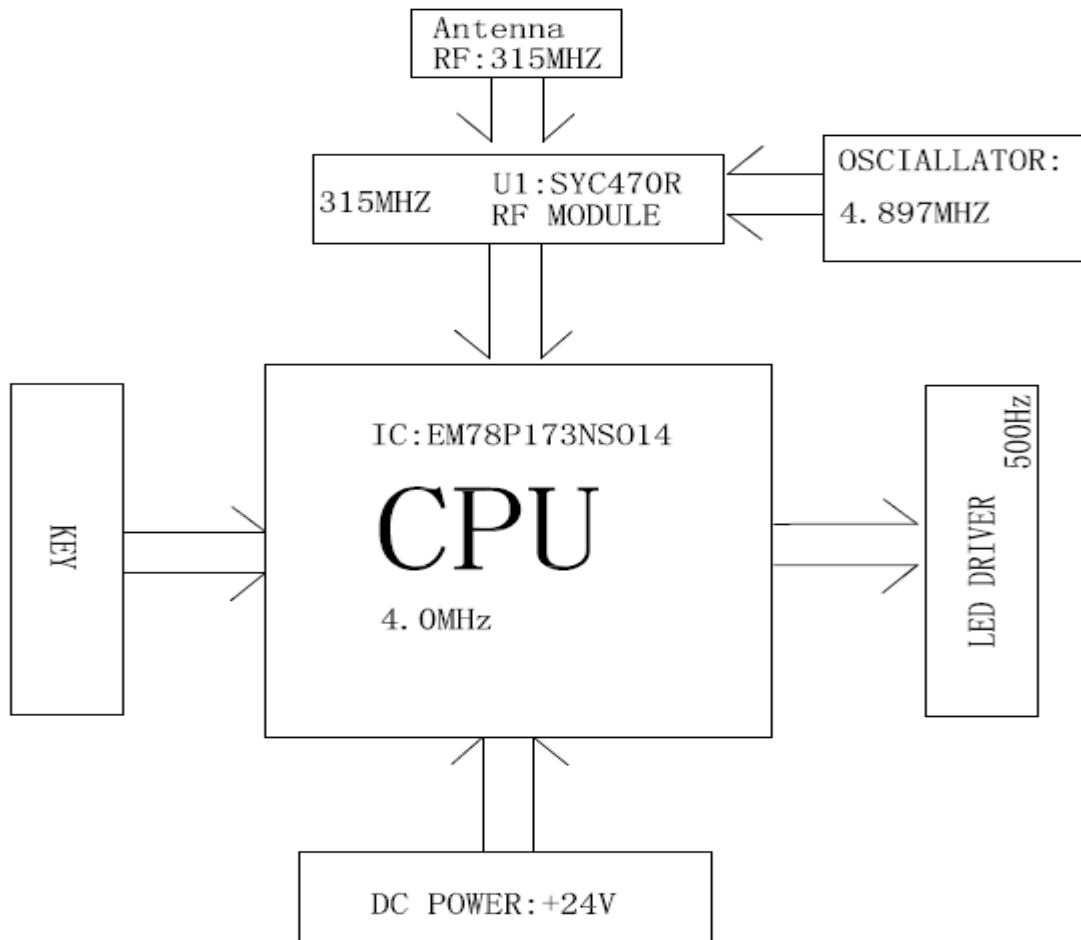 Antenna
RF:315MHZ
315MHZ
U1:SYC470R
RF MODULE
OSCIALLATOR:
4.897MHZ
IC:EM78P173NSO14
CPU
4.0MHz
KEY
500Hz
LED DRIVER
DC POWER:+24V